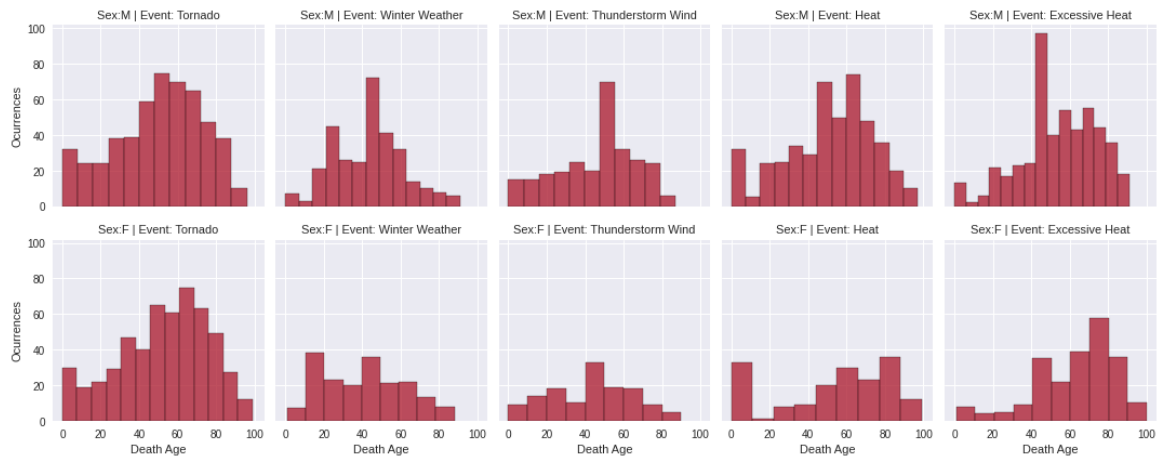 Sex:M | Event: Tornado
Sex:M | Event: Winter Weather
Sex:M | Event: Thunderstorm Wind
Sex:M | Event: Heat
Sex:M | Event: Excessive Heat
100
80
60
40
20
0
Ocurrences
Sex:F | Event: Tornado
Sex:F | Event: Winter Weather
Sex:F | Event: Thunderstorm Wind
Sex:F | Event: Heat
Sex:F | Event: Excessive Heat
100
80
60
40
20
0
Ocurrences
0 20 40 60 80 100
0 20 40 60 80 100
0 20 40 60 80 100
0 20 40 60 80 100
0 20 40 60 80 100
Death Age
Death Age
Death Age
Death Age
Death Age